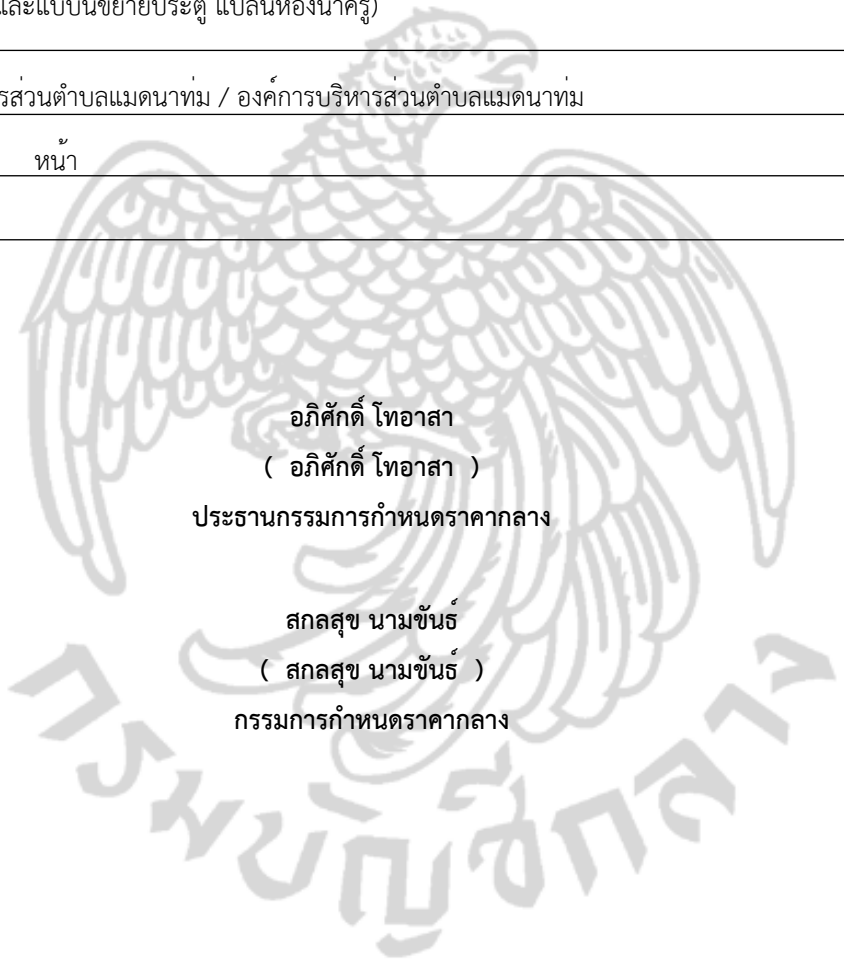 และแบบขยายประตู แปลนห้องน้ำครู)
รส่วนตำบลแมดนาท่ม / องค์การบริหารส่วนตำบลแมดนาท่ม
หน้า
อภิศักดิ์ โทอาสา
( อภิศักดิ์ โทอาสา )
ประธานกรรมการกำหนดราคากลาง
สกลสุข นามขันธ์
( สกลสุข นามขันธ์ )
กรรมการกำหนดราคากลาง
กรมบัญชีกลาง